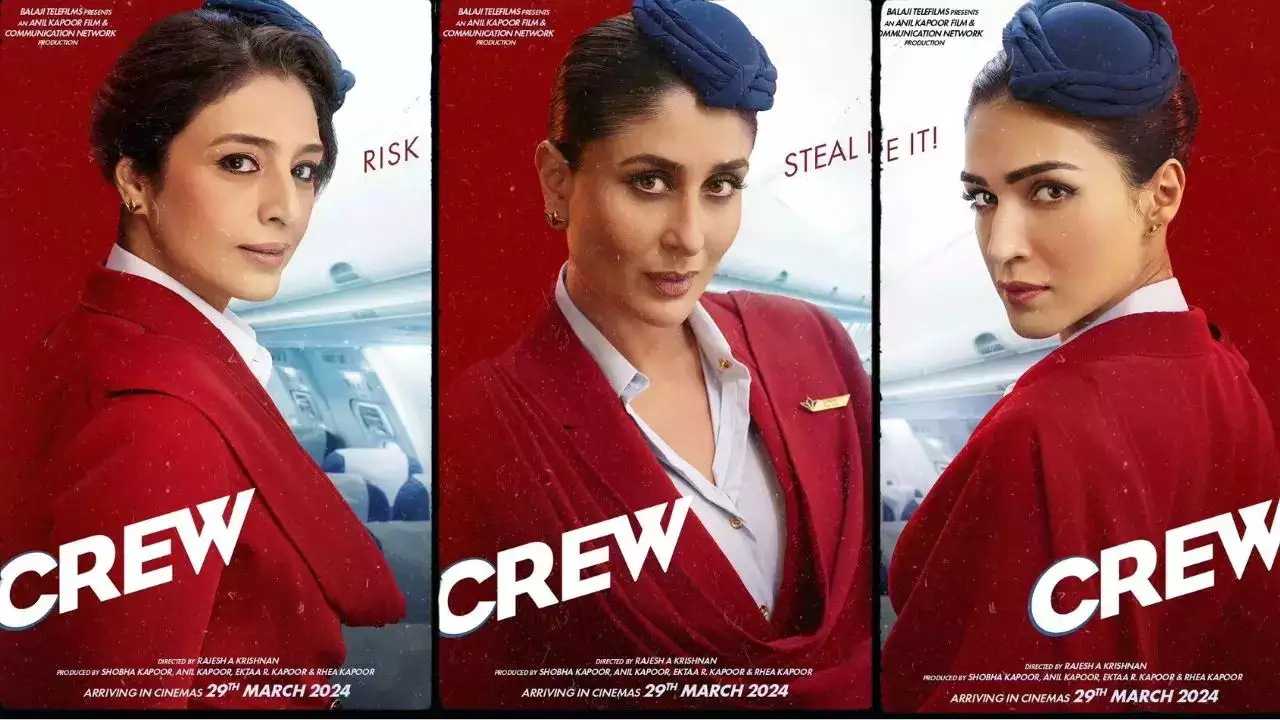 BALAJI TELEFILMS PRESENTS
AN ANIL KAPOOR FILM &
COMMUNICATION NETWORK
PRODUCTION
RISK
CREW
DIRECTED BY RAJESH A KRISHNAN
PRODUCED BY SHOBHA KAPOOR, ANIL KAPOOR, EKTAA R. KAPOOR & RHEA KAPOOR
ARRIVING IN CINEMAS 29TH MARCH 2024
BALAJI TELEFILMS PRESENTS
AN ANIL KAPOOR FILM &
COMMUNICATION NETWORK
PRODUCTION
STEAL
CREW
DIRECTED BY RAJESH A KRISHNAN
PRODUCED BY SHOBHA KAPOOR, ANIL KAPOOR, EKTAA R. KAPOOR & RHEA KAPOOR
ARRIVING IN CINEMAS 29TH MARCH 2024
BALAJI TELEFILMS PRESENTS
AN ANIL KAPOOR FILM &
OMMUNICATION NETWORK
PRODUCTION
E IT!
CREW
DIRECTED BY RAJESH A KRISHNAN
PRODUCED BY SHOBHA KAPOOR, ANIL KAPOOR, EKTAA R. KAPOOR & RHEA KAPOOR
ARRIVING IN CINEMAS 29TH MARCH 2024